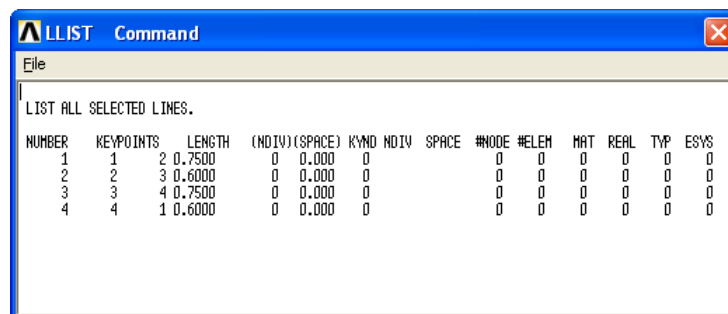 LLIST Command
File
LIST ALL SELECTED LINES.
NUMBER KEYPOINTS LENGTH (NDIV)(SPACE) KYND NDIV SPACE #NODE #ELEM MAT REAL TYP ESYS
1 1 2 0.7500 0 0.000 0 0 0 0 0 0 0
2 2 3 0.6000 0 0.000 0 0 0 0 0 0 0
3 3 4 0.7500 0 0.000 0 0 0 0 0 0 0
4 4 1 0.6000 0 0.000 0 0 0 0 0 0 0